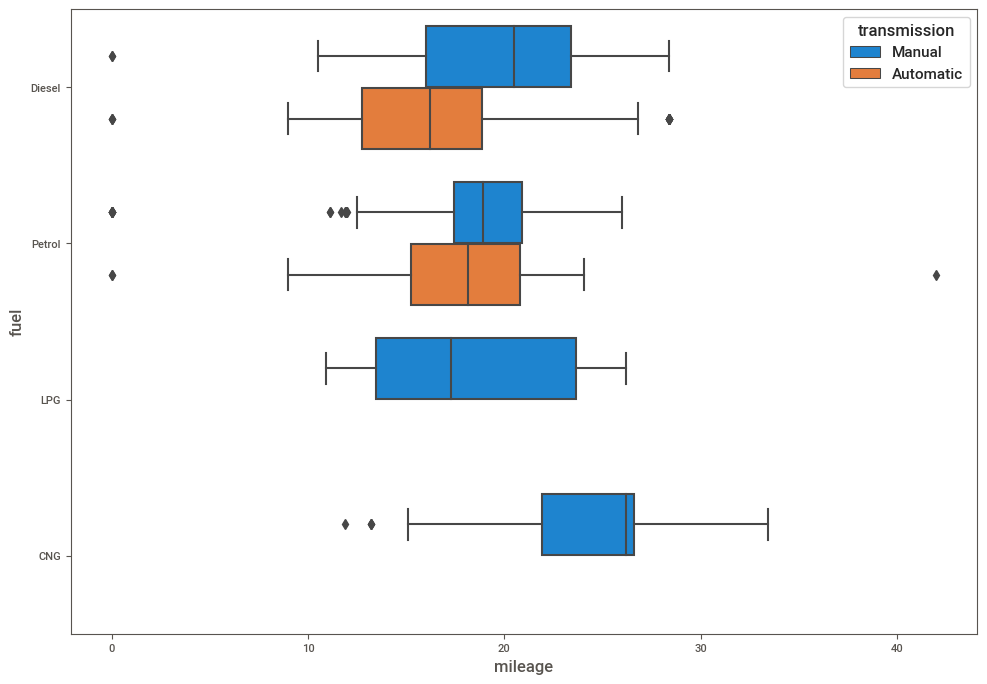 transmission
Manual
Automatic
Diesel
Petrol
LPG
CNG
fuel
0 10 20 30 40
mileage